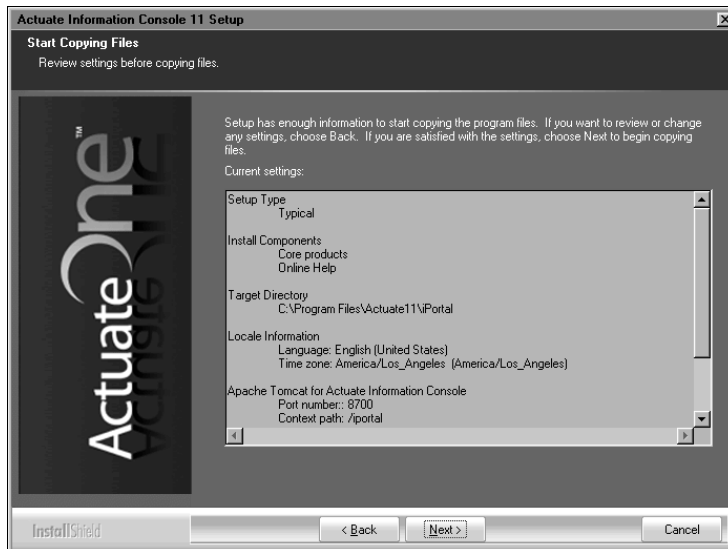 Actuate Information Console 11 Setup
Start Copying Files
Review settings before copying files.
ActuateOne™
Setup has enough information to start copying the program files. If you want to review or change
any settings, choose Back. If you are satisfied with the settings, choose Next to begin copying
files.
Current settings:
Setup Type
Typical
Install Components
Core products
Online Help
Target Directory
C:\Program Files\Actuate11\iPortal
Locale Information
Language: English (United States)
Time zone: America/Los_Angeles (America/Los_Angeles)
Apache Tomcat for Actuate Information Console
Port number:: 8700
Context path: /iportal
InstallShield
< Back
Next >
Cancel